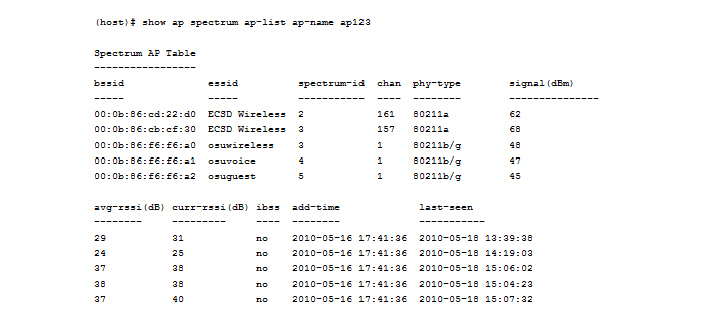 (host)# show ap spectrum ap-list ap-name ap123
Spectrum AP Table
-----------------
bssid essid spectrum-id chan phy-type signal(dBm)
----- ----- ----------- ---- -------- ---------------
00:0b:86:cd:22:d0 ECSD Wireless 2 161 80211a 62
00:0b:86:cb:cf:30 ECSD Wireless 3 157 80211a 68
00:0b:86:f6:f6:a0 osuwireless 3 1 80211b/g 48
00:0b:86:f6:f6:a1 osuvoice 4 1 80211b/g 47
00:0b:86:f6:f6:a2 osuguest 5 1 80211b/g 45
avg-rssi(dB) curr-rssi(dB) ibss add-time last-seen
-------- --------- ---- -------- -----------
29 31 no 2010-05-16 17:41:36 2010-05-18 13:39:38
24 25 no 2010-05-16 17:41:36 2010-05-18 14:19:03
37 38 no 2010-05-16 17:41:36 2010-05-18 15:06:02
38 38 no 2010-05-16 17:41:36 2010-05-18 15:04:23
37 40 no 2010-05-16 17:41:36 2010-05-18 15:07:32